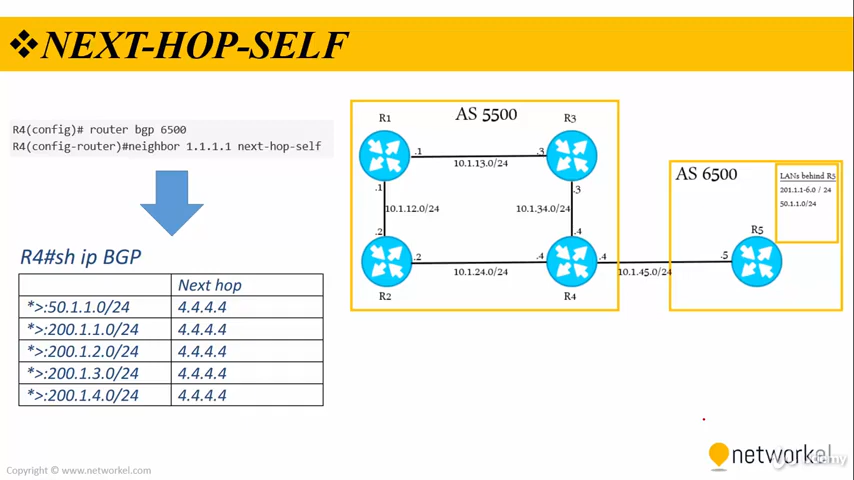 ❖NEXT-HOP-SELF
R4(config)# router bgp 6500
R4(config-router)#neighbor 1.1.1.1 next-hop-self
R4#sh ip BGP
Next hop
*>:50.1.1.0/24 4.4.4.4
*>:200.1.1.0/24 4.4.4.4
*>:200.1.2.0/24 4.4.4.4
*>:200.1.3.0/24 4.4.4.4
*>:200.1.4.0/24 4.4.4.4
AS 5500
R1
R3
.1
.3
10.1.13.0/24
.1
.3
10.1.12.0/24
10.1.34.0/24
.2
.4
.2
.4
10.1.24.0/24
R2
R4
.4
10.1.45.0/24
.5
AS 6500
LANs behind R5
201.1.1-6.0 / 24
50.1.1.0/24
R5
Copyright © www.networkel.com
networkel
Udemy